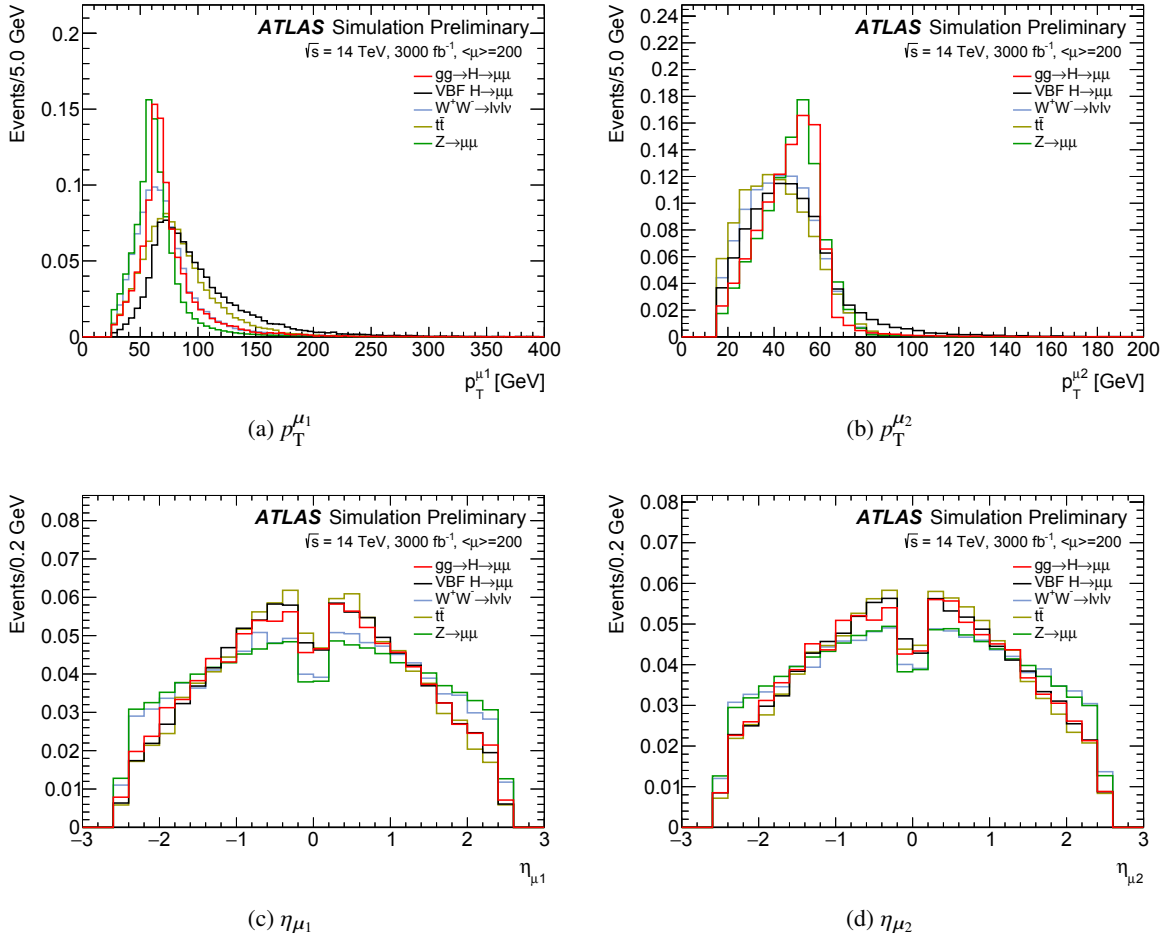 Events/5.0 GeV
0.2
0.15
0.1
0.05
0
ATLAS Simulation Preliminary
√s = 14 TeV, 3000 fb⁻¹, <μ>=200
gg→H→μμ
VBF H→μμ
W⁺W⁻→lνlν
tt̄
Z→μμ
0 50 100 150 200 250 300 350 400
p_T^μ1 [GeV]
(a) p_T^μ1
Events/5.0 GeV
0.24
0.22
0.2
0.18
0.16
0.14
0.12
0.1
0.08
0.06
0.04
0.02
0
ATLAS Simulation Preliminary
√s = 14 TeV, 3000 fb⁻¹, <μ>=200
gg→H→μμ
VBF H→μμ
W⁺W⁻→lνlν
tt̄
Z→μμ
0 20 40 60 80 100 120 140 160 180 200
p_T^μ2 [GeV]
(b) p_T^μ2
Events/0.2 GeV
0.08
0.07
0.06
0.05
0.04
0.03
0.02
0.01
0
ATLAS Simulation Preliminary
√s = 14 TeV, 3000 fb⁻¹, <μ>=200
gg→H→μμ
VBF H→μμ
W⁺W⁻→lνlν
tt̄
Z→μμ
−3 −2 −1 0 1 2 3
η_μ1
(c) η_μ1
Events/0.2 GeV
0.08
0.07
0.06
0.05
0.04
0.03
0.02
0.01
0
ATLAS Simulation Preliminary
√s = 14 TeV, 3000 fb⁻¹, <μ>=200
gg→H→μμ
VBF H→μμ
W⁺W⁻→lνlν
tt̄
Z→μμ
−3 −2 −1 0 1 2 3
η_μ2
(d) η_μ2